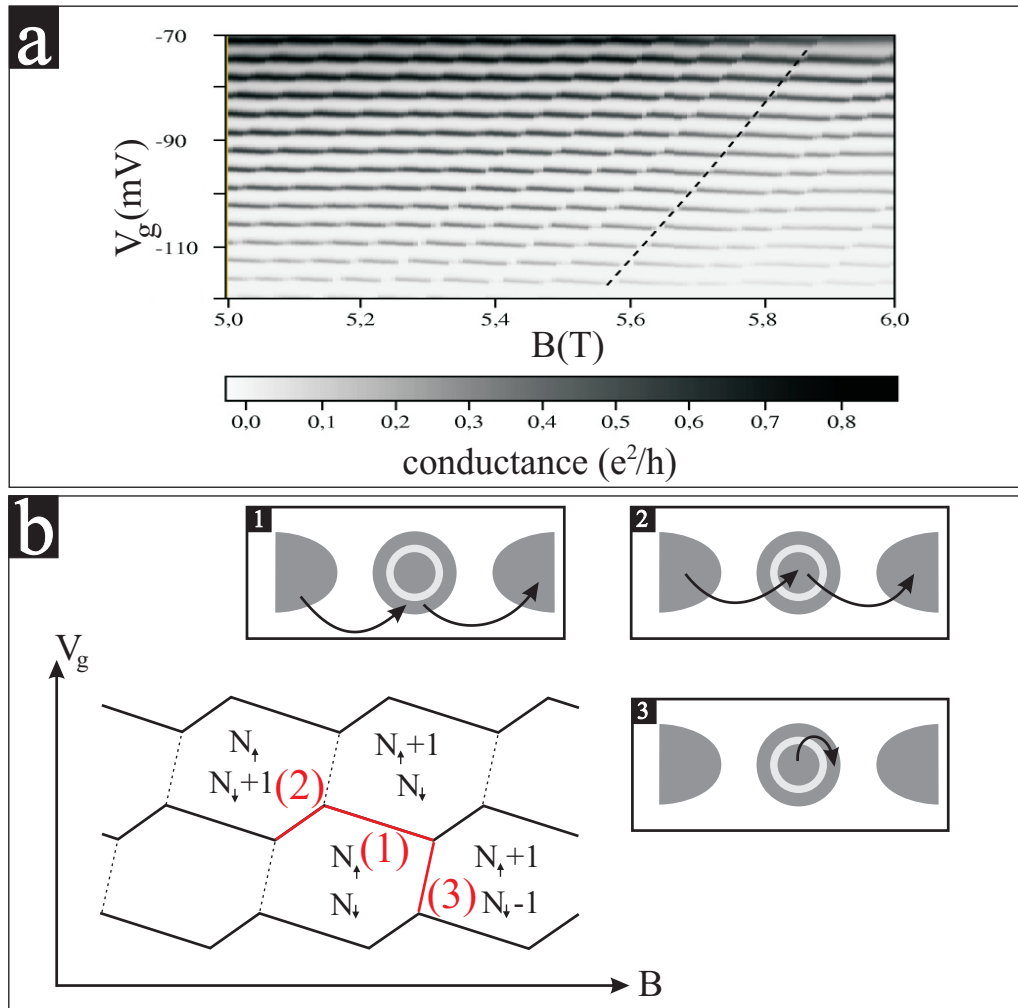 a
-70
-90
-110
Vg(mV)
5,0 5,2 5,4 5,6 5,8 6,0
B(T)
0,0 0,1 0,2 0,3 0,4 0,5 0,6 0,7 0,8
conductance (e²/h)
b
1
2
3
Vg
N↑ N↑+1
N↓+1 (2) N↓
(1)
N↑ N↑+1
N↓ (3) N↓-1
B